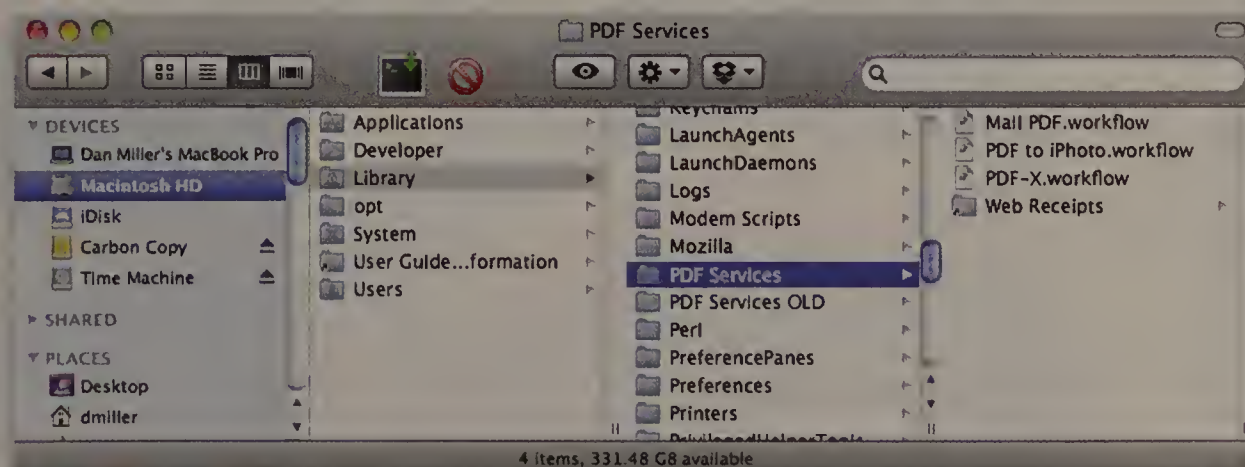 PDF Services
DEVICES
Dan Miller's MacBook Pro
Macintosh HD
iDisk
Carbon Copy
Time Machine
SHARED
PLACES
Desktop
dmiller
Applications
Developer
Library
opt
System
User Guide...formation
Users
Keychains
LaunchAgents
LaunchDaemons
Logs
Modem Scripts
Mozilla
PDF Services
PDF Services OLD
Perl
PreferencePanes
Preferences
Printers
PrivilegedHelperTools
Mail PDF.workflow
PDF to iPhoto.workflow
PDF-X.workflow
Web Receipts
4 items, 331.48 GB available